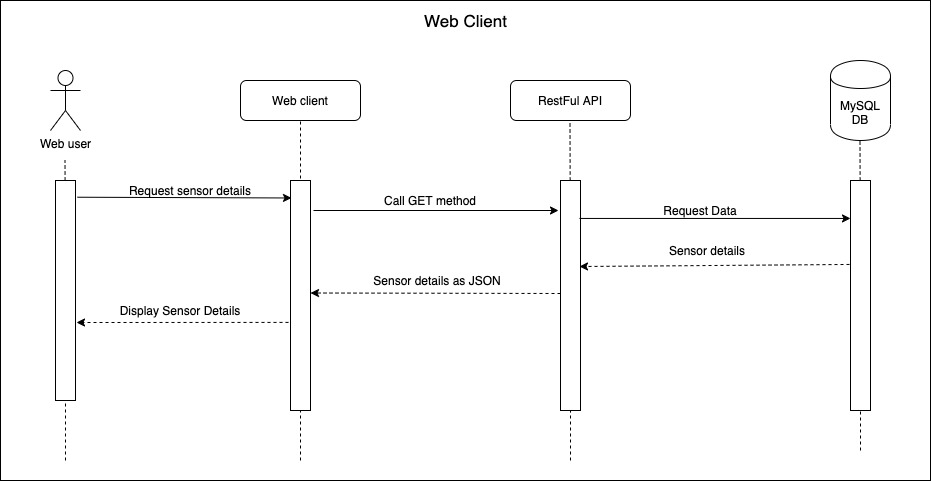 Web Client
Web user
Web client
RestFul API
MySQL
DB
Request sensor details
Call GET method
Request Data
Sensor details
Sensor details as JSON
Display Sensor Details